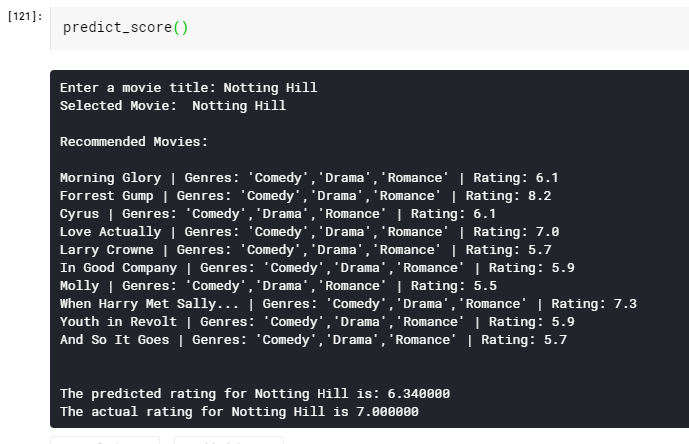 [121]:
predict_score()
Enter a movie title: Notting Hill
Selected Movie:  Notting Hill
Recommended Movies:
Morning Glory | Genres: 'Comedy','Drama','Romance' | Rating: 6.1
Forrest Gump | Genres: 'Comedy','Drama','Romance' | Rating: 8.2
Cyrus | Genres: 'Comedy','Drama','Romance' | Rating: 6.1
Love Actually | Genres: 'Comedy','Drama','Romance' | Rating: 7.0
Larry Crowne | Genres: 'Comedy','Drama','Romance' | Rating: 5.7
In Good Company | Genres: 'Comedy','Drama','Romance' | Rating: 5.9
Molly | Genres: 'Comedy','Drama','Romance' | Rating: 5.5
When Harry Met Sally... | Genres: 'Comedy','Drama','Romance' | Rating: 7.3
Youth in Revolt | Genres: 'Comedy','Drama','Romance' | Rating: 5.9
And So It Goes | Genres: 'Comedy','Drama','Romance' | Rating: 5.7
The predicted rating for Notting Hill is: 6.340000
The actual rating for Notting Hill is 7.000000